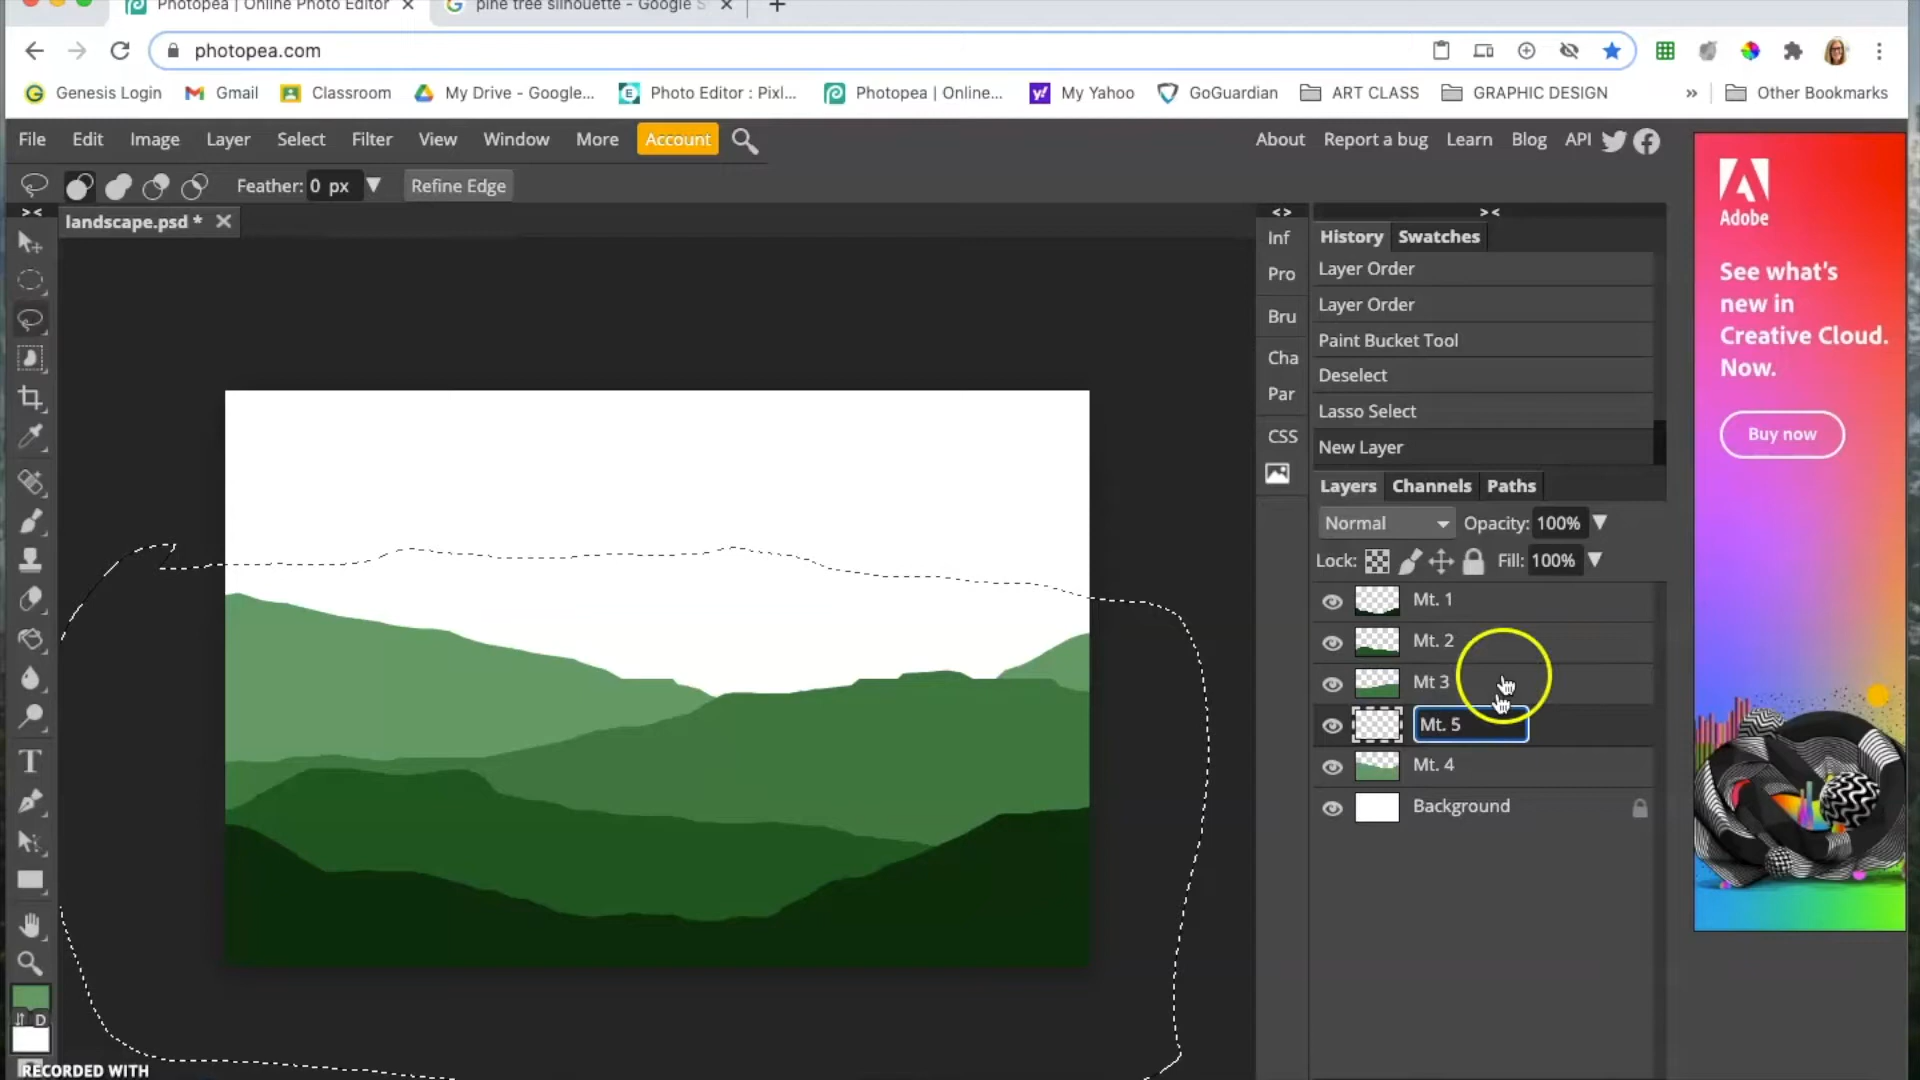 Photopea | Online Photo Editor
pine tree silhouette - Google S
photopea.com
Genesis Login
Gmail
Classroom
My Drive - Google...
Photo Editor : Pixl...
Photopea | Online...
My Yahoo
GoGuardian
ART CLASS
GRAPHIC DESIGN
»
Other Bookmarks
File
Edit
Image
Layer
Select
Filter
View
Window
More
Account
About
Report a bug
Learn
Blog
API
Feather: 0 px
Refine Edge
landscape.psd *
Inf
Pro
Bru
Cha
Par
CSS
History
Swatches
Layer Order
Layer Order
Paint Bucket Tool
Deselect
Lasso Select
New Layer
Layers
Channels
Paths
Normal
Opacity: 100%
Lock:
Fill: 100%
Mt. 1
Mt. 2
Mt 3
Mt. 5
Mt. 4
Background
D
RECORDED WITH
Adobe
See what's
new in
Creative Cloud.
Now.
Buy now